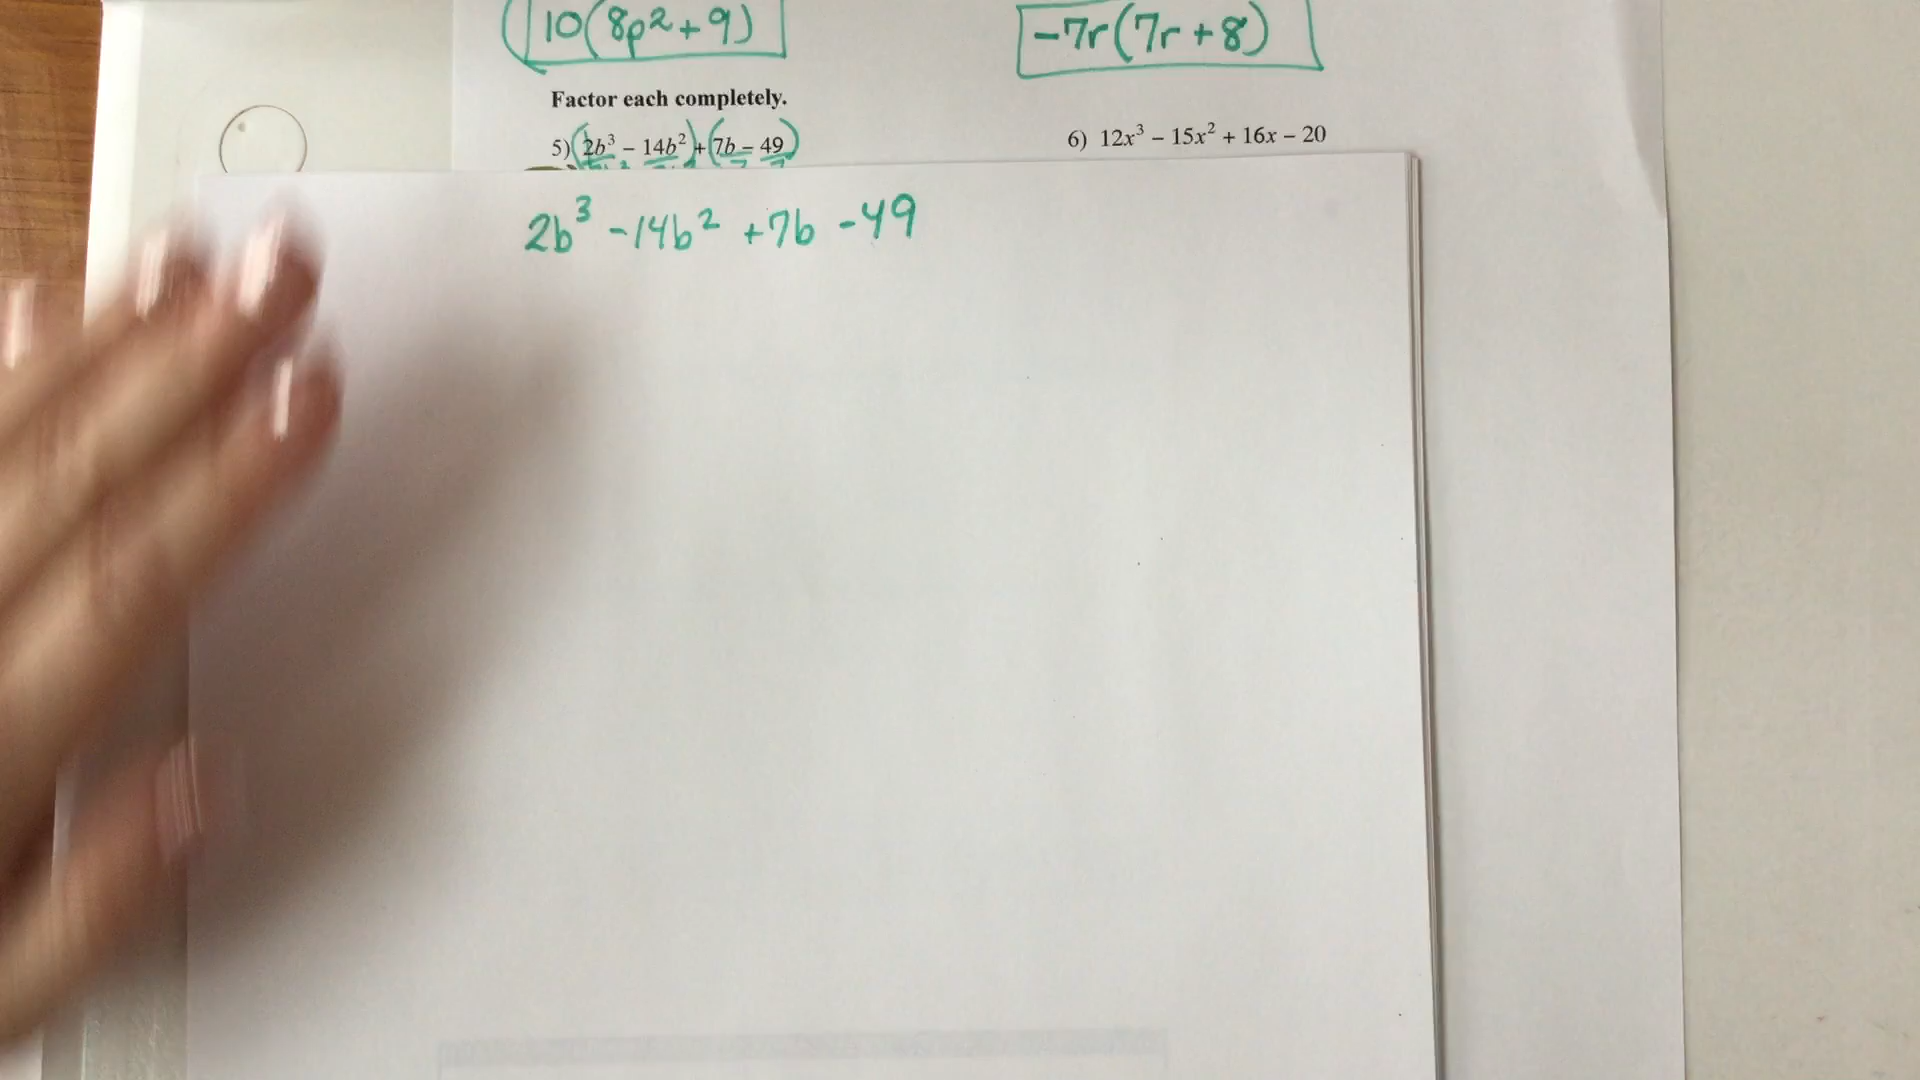 10(8p²+9)
-7r(7r+8)
Factor each completely.
5) (2b³ − 14b²)+(7b − 49)
6) 12x³ − 15x² + 16x − 20
2b³ -14b² +7b -49